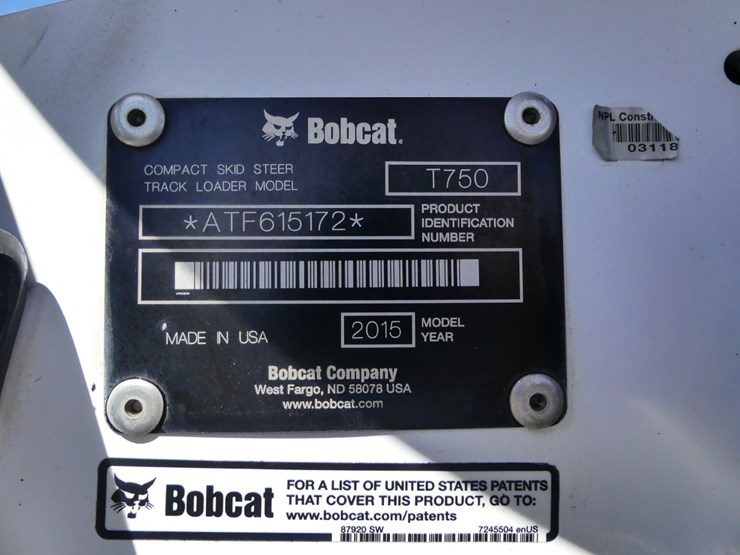 Bobcat.
COMPACT SKID STEER
TRACK LOADER MODEL
T750
*ATF615172*
PRODUCT
IDENTIFICATION
NUMBER
MADE IN USA
2015
MODEL
YEAR
Bobcat Company
West Fargo, ND 58078 USA
www.bobcat.com
NPL Const
03118
Bobcat
FOR A LIST OF UNITED STATES PATENTS
THAT COVER THIS PRODUCT, GO TO:
www.bobcat.com/patents
87920 SW
7245504 enUS